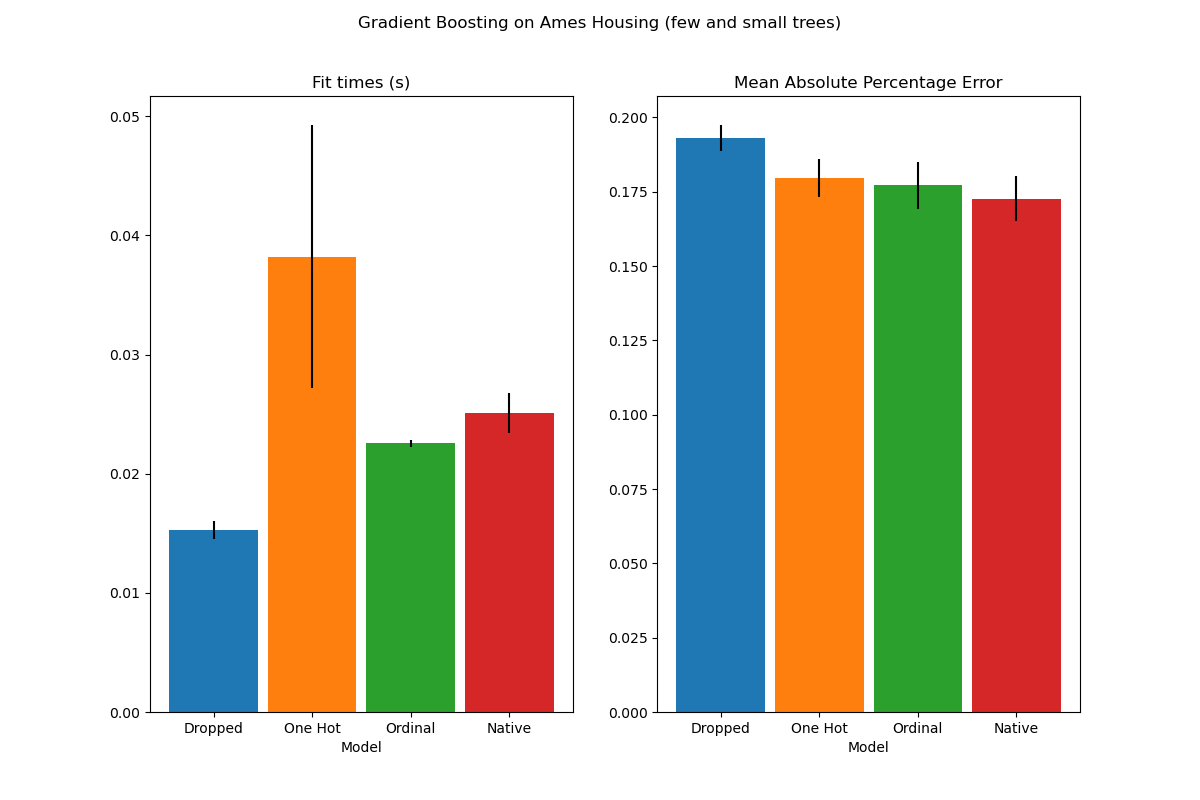 Gradient Boosting on Ames Housing (few and small trees)
Fit times (s)
0.05
0.04
0.03
0.02
0.01
0.00
Dropped One Hot Ordinal Native
Model
Mean Absolute Percentage Error
0.200
0.175
0.150
0.125
0.100
0.075
0.050
0.025
0.000
Dropped One Hot Ordinal Native
Model